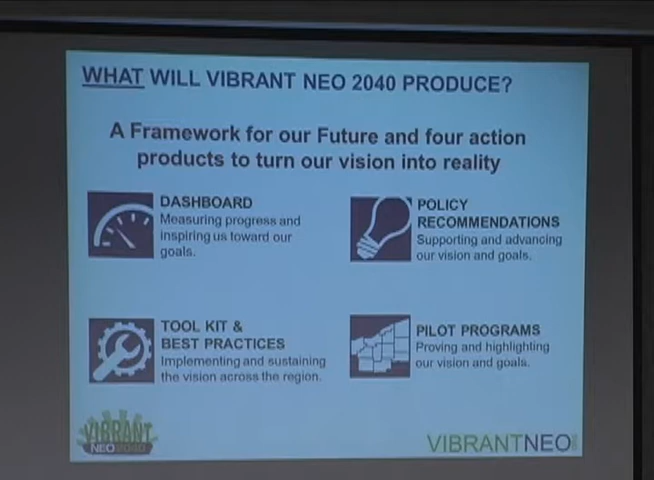 WHAT WILL VIBRANT NEO 2040 PRODUCE?
A Framework for our Future and four action
products to turn our vision into reality
DASHBOARD
Measuring progress and
inspiring us toward our
goals.
POLICY
RECOMMENDATIONS
Supporting and advancing
our vision and goals.
TOOL KIT &
BEST PRACTICES
Implementing and sustaining
the vision across the region.
PILOT PROGRAMS
Proving and highlighting
our vision and goals.
VIBRANT
NEO2040
VIBRANTNEO